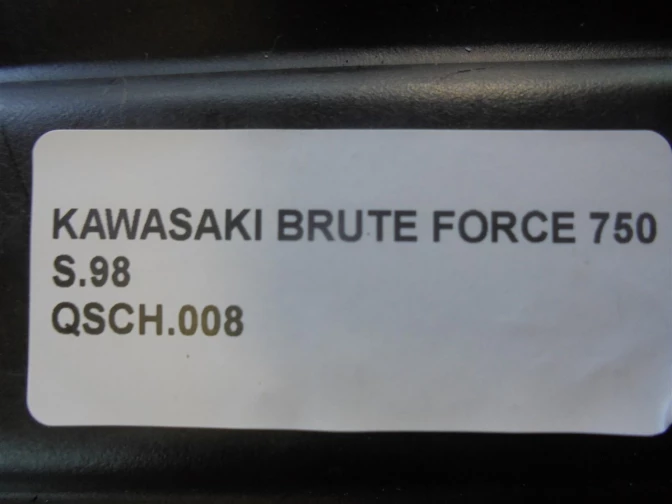 KAWASAKI BRUTE FORCE 750
S.98
QSCH.008